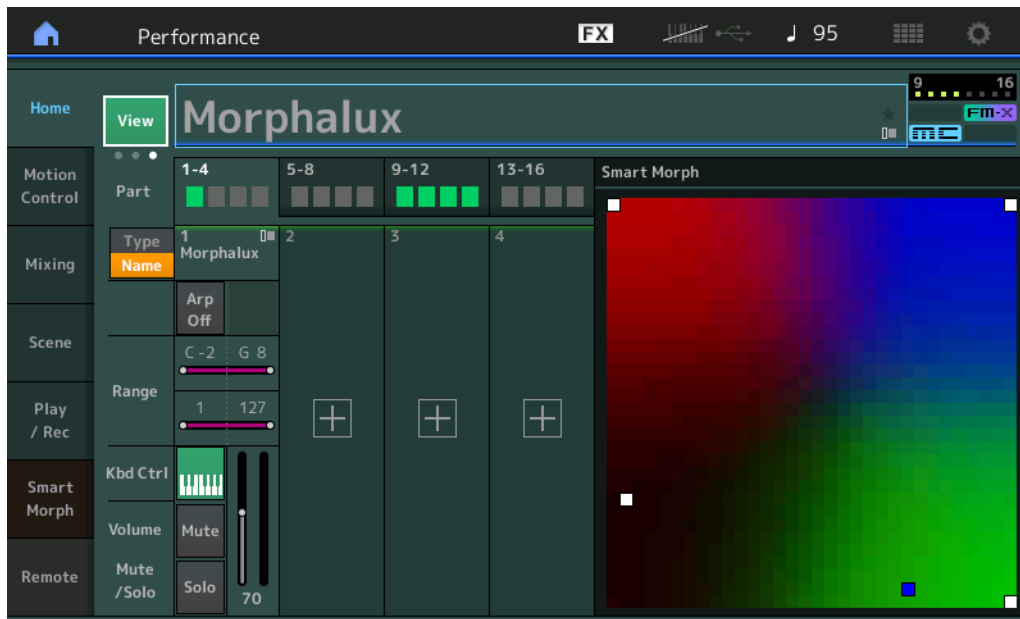 Performance FX ♩ 95
Home
View
Morphalux
9 16
FM-X
MC
Motion
Control
Part
1-4 5-8 9-12 13-16
Smart Morph
Type
Name
1 2 3 4
Morphalux
Mixing
Arp
Off
Scene
Range
C -2 G 8
1 127
Play
/ Rec
Kbd Ctrl
Smart
Morph
Volume
Mute
Mute
/Solo
Solo
70
Remote